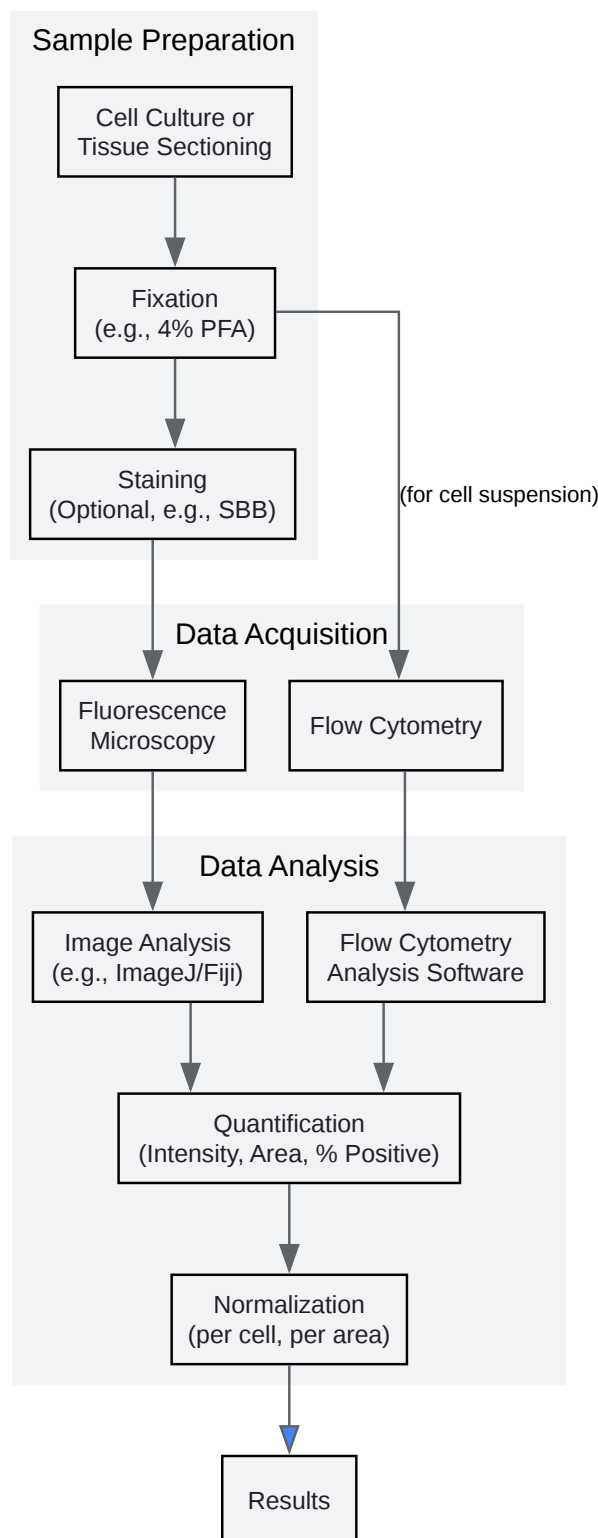 Sample Preparation
Cell Culture or
Tissue Sectioning
Fixation
(e.g., 4% PFA)
Staining
(Optional, e.g., SBB)
(for cell suspension)
Data Acquisition
Fluorescence
Microscopy
Flow Cytometry
Data Analysis
Image Analysis
(e.g., ImageJ/Fiji)
Flow Cytometry
Analysis Software
Quantification
(Intensity, Area, % Positive)
Normalization
(per cell, per area)
Results